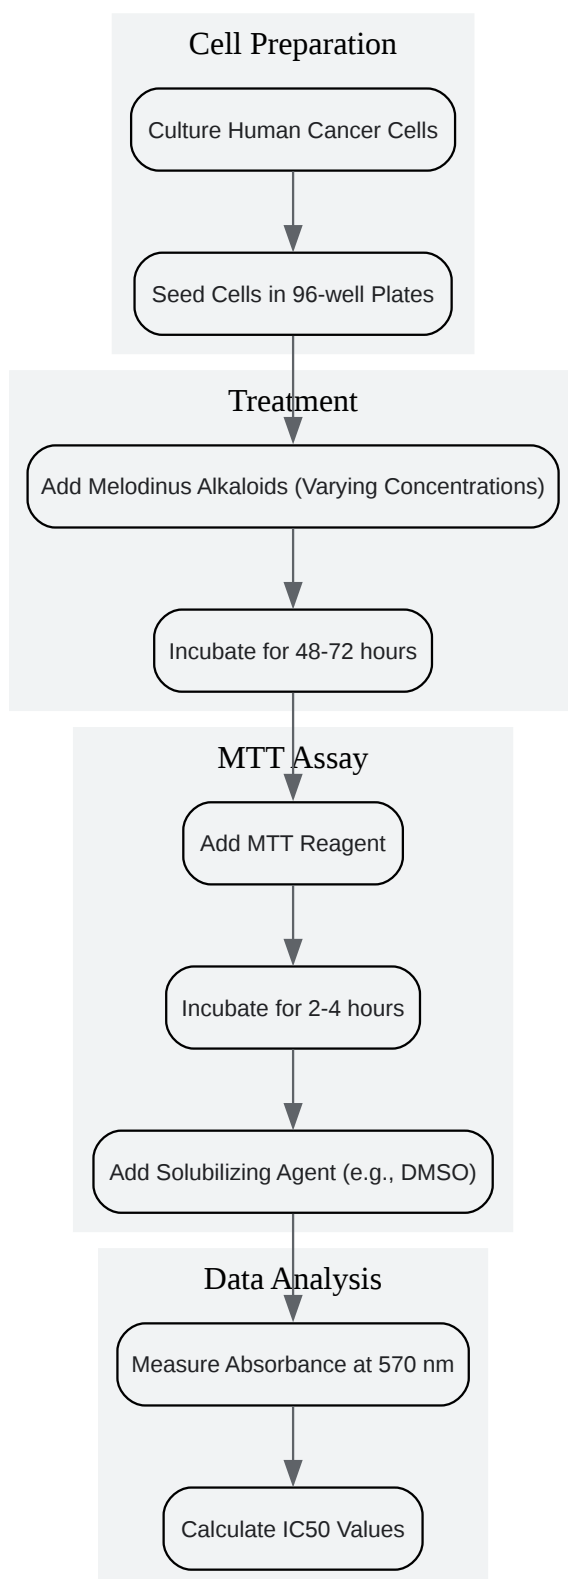 Cell Preparation
Culture Human Cancer Cells
Seed Cells in 96-well Plates
Treatment
Add Melodinus Alkaloids (Varying Concentrations)
Incubate for 48-72 hours
MTT Assay
Add MTT Reagent
Incubate for 2-4 hours
Add Solubilizing Agent (e.g., DMSO)
Data Analysis
Measure Absorbance at 570 nm
Calculate IC50 Values